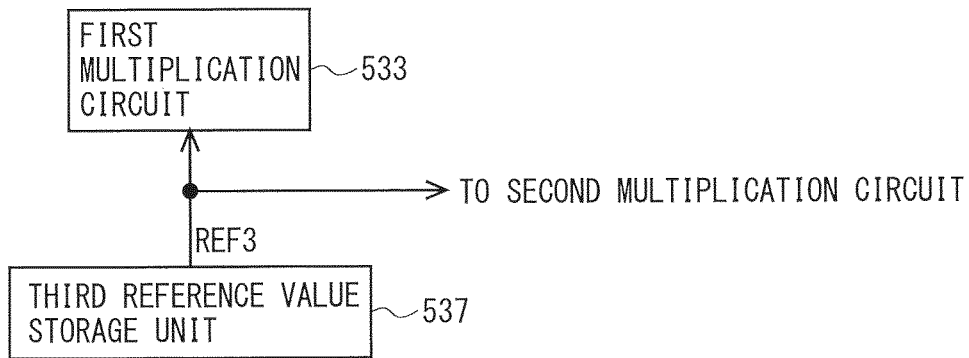 FIRST
MULTIPLICATION
CIRCUIT
533
TO SECOND MULTIPLICATION CIRCUIT
REF3
THIRD REFERENCE VALUE
STORAGE UNIT
537